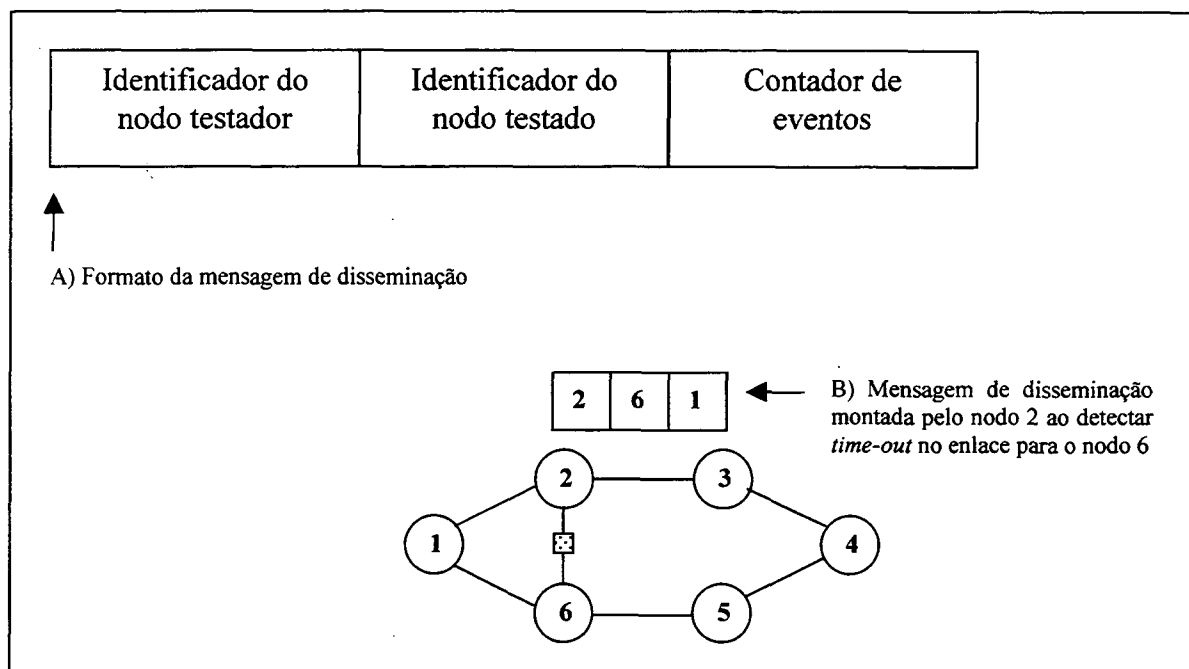 Identificador do
nodo testador
Identificador do
nodo testado
Contador de
eventos
A) Formato da mensagem de disseminação
2 6 1
B) Mensagem de disseminação
montada pelo nodo 2 ao detectar
time-out no enlace para o nodo 6
2
3
1
4
6
5